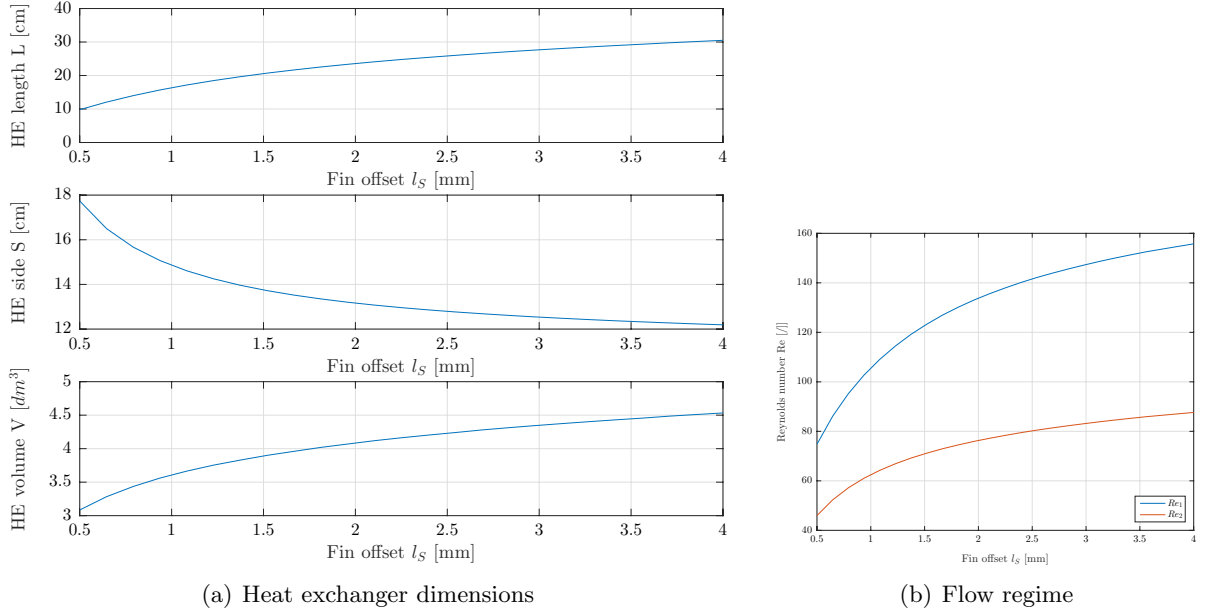 HE length L [cm]
40
30
20
10
0
0.5 1 1.5 2 2.5 3 3.5 4
Fin offset l_S [mm]
HE side S [cm]
18
16
14
12
0.5 1 1.5 2 2.5 3 3.5 4
Fin offset l_S [mm]
HE volume V [dm^3]
5
4.5
4
3.5
3
0.5 1 1.5 2 2.5 3 3.5 4
Fin offset l_S [mm]
(a) Heat exchanger dimensions
Reynolds number Re [/]]
160
140
120
100
80
60
40
0.5 1 1.5 2 2.5 3 3.5 4
Fin offset l_S [mm]
Re_1
Re_2
(b) Flow regime